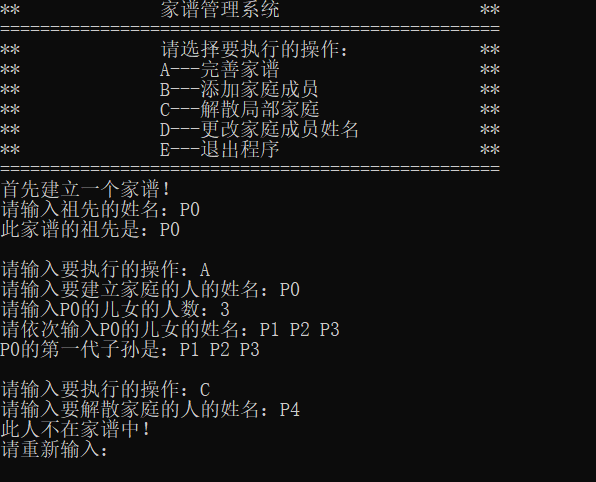 **              家谱管理系统                    **
==================================================
**              请选择要执行的操作：            **
**              A---完善家谱                    **
**              B---添加家庭成员                **
**              C---解散局部家庭                **
**              D---更改家庭成员姓名            **
**              E---退出程序                    **
==================================================
首先建立一个家谱！
请输入祖先的姓名：P0
此家谱的祖先是：P0
请输入要执行的操作：A
请输入要建立家庭的人的姓名：P0
请输入P0的儿女的人数：3
请依次输入P0的儿女的姓名：P1 P2 P3
P0的第一代子孙是：P1 P2 P3
请输入要执行的操作：C
请输入要解散家庭的人的姓名：P4
此人不在家谱中！
请重新输入：